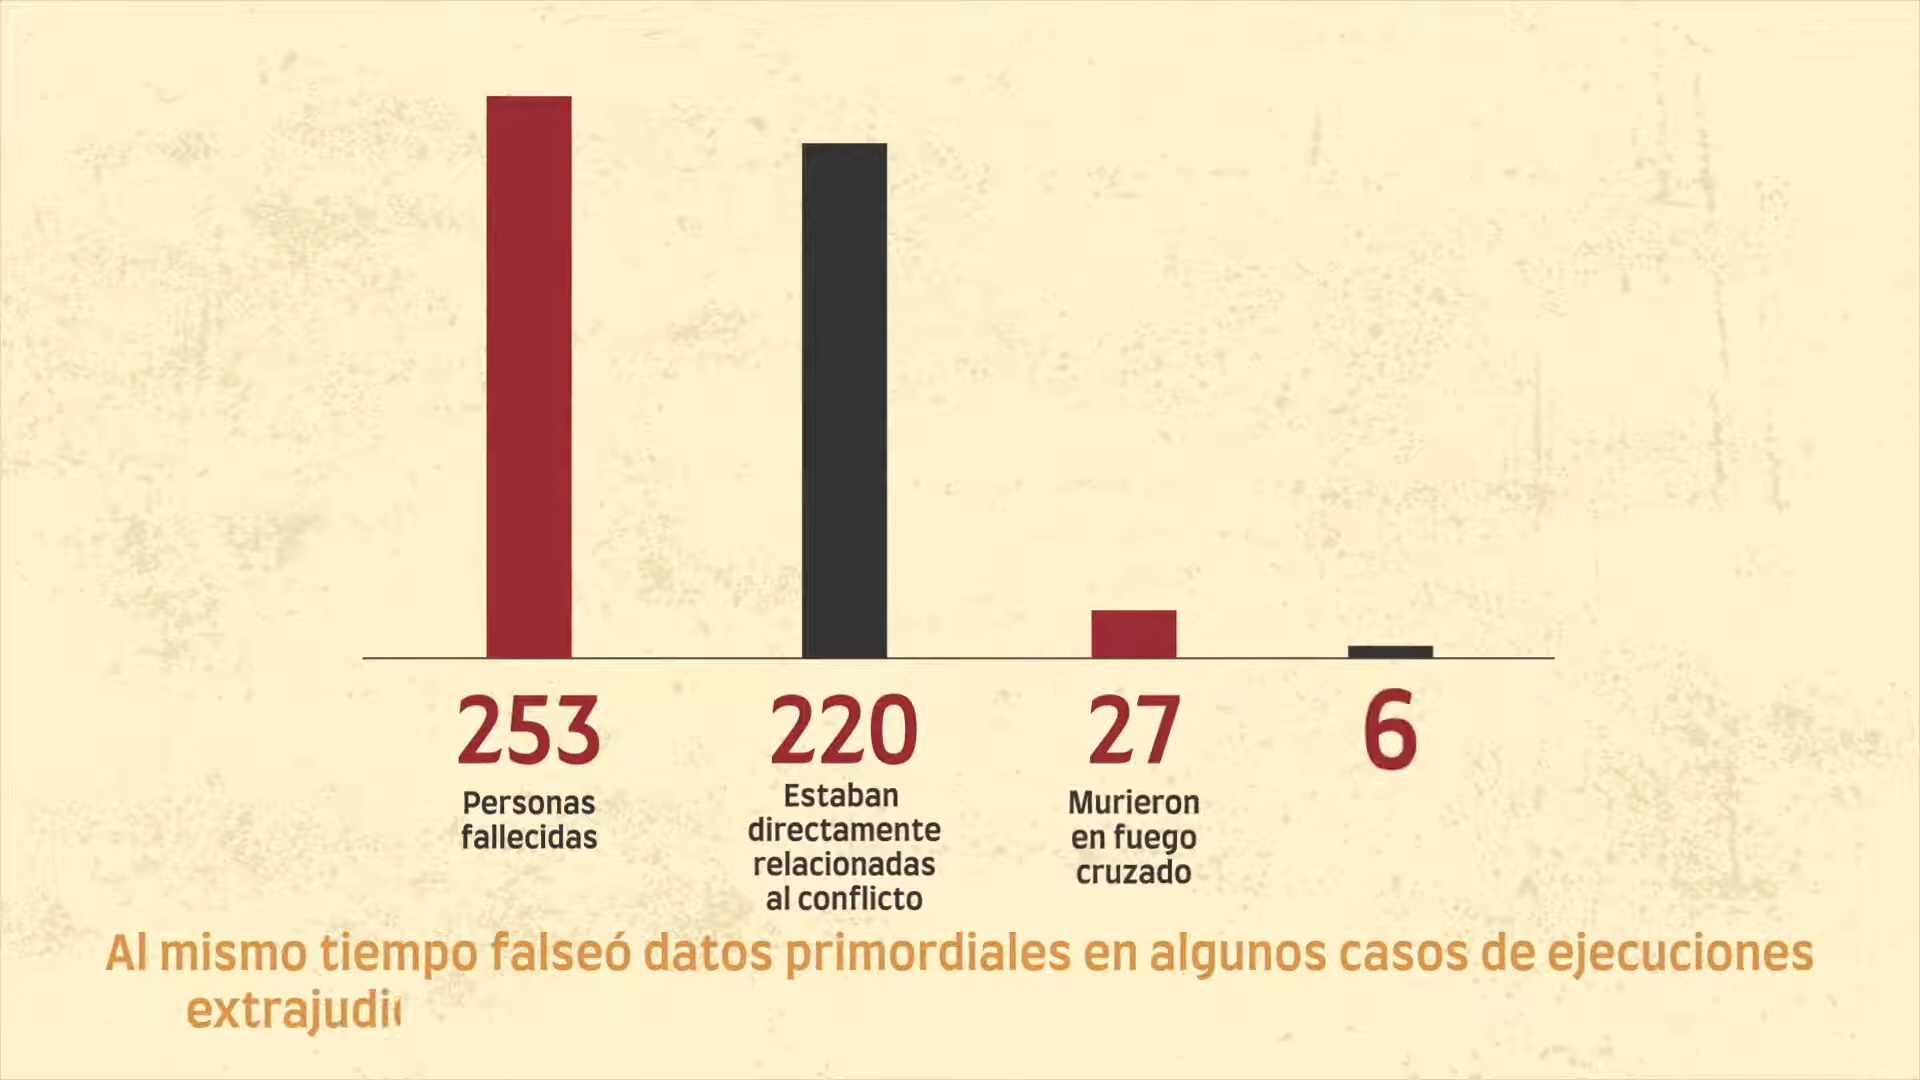 253
Personas
fallecidas
220
Estaban
directamente
relacionadas
al conflicto
27
Murieron
en fuego
cruzado
6
Al mismo tiempo falseó datos primordiales en algunos casos de ejecuciones